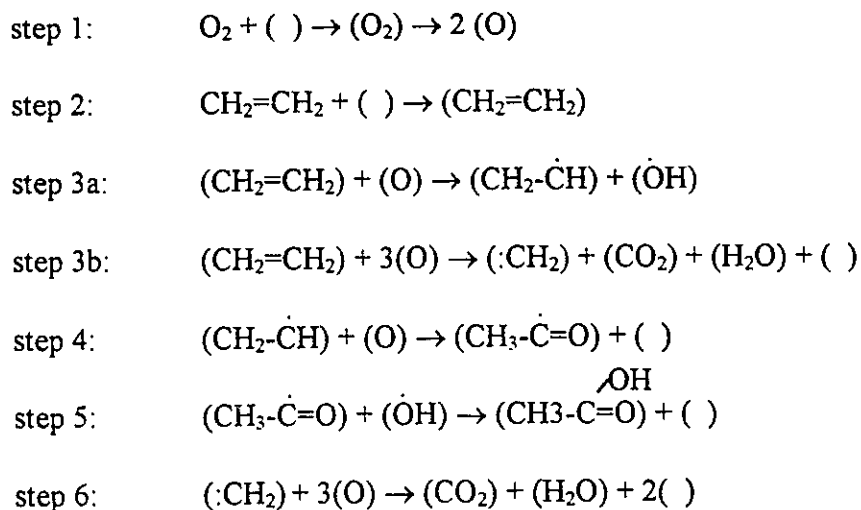 step 1: O₂ + ( ) → (O₂) → 2 (O)
step 2: CH₂=CH₂ + ( ) → (CH₂=CH₂)
step 3a: (CH₂=CH₂) + (O) → (CH₂-ĊH) + (ȮH)
step 3b: (CH₂=CH₂) + 3(O) → (:CH₂) + (CO₂) + (H₂O) + ( )
step 4: (CH₂-ĊH) + (O) → (CH₃-Ċ=O) + ( )
OH
step 5: (CH₃-Ċ=O) + (ȮH) → (CH3-C=O) + ( )
step 6: (:CH₂) + 3(O) → (CO₂) + (H₂O) + 2( )